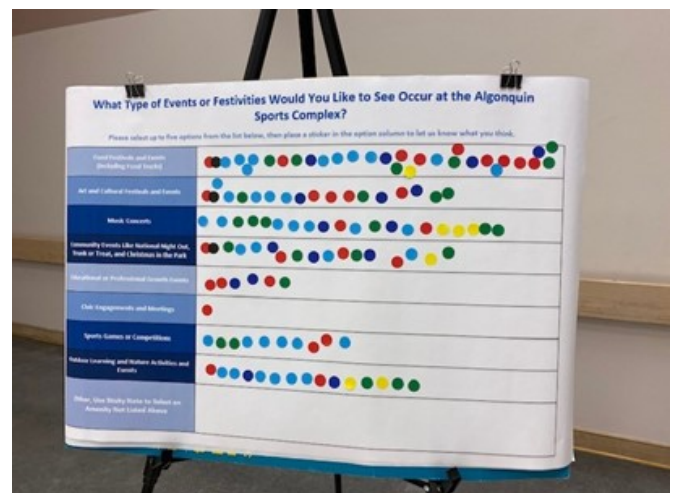 What Type of Events or Festivities Would You Like to See Occur at the Algonquin
Sports Complex?
Please select up to five options from the list below, then place a sticker in the option column to let us know what you think.
Food Festivals and Events
(Including Food Trucks)
Art and Cultural Festivals and Events
Music Concerts
Community Events Like National Night Out,
Trunk or Treat, and Christmas in the Park
Educational or Professional Growth Events
Civic Engagements and Meetings
Sports Games or Competitions
Outdoor Learning and Nature Activities and
Events
Other, Use Sticky Note to Select an
Amenity Not Listed Above